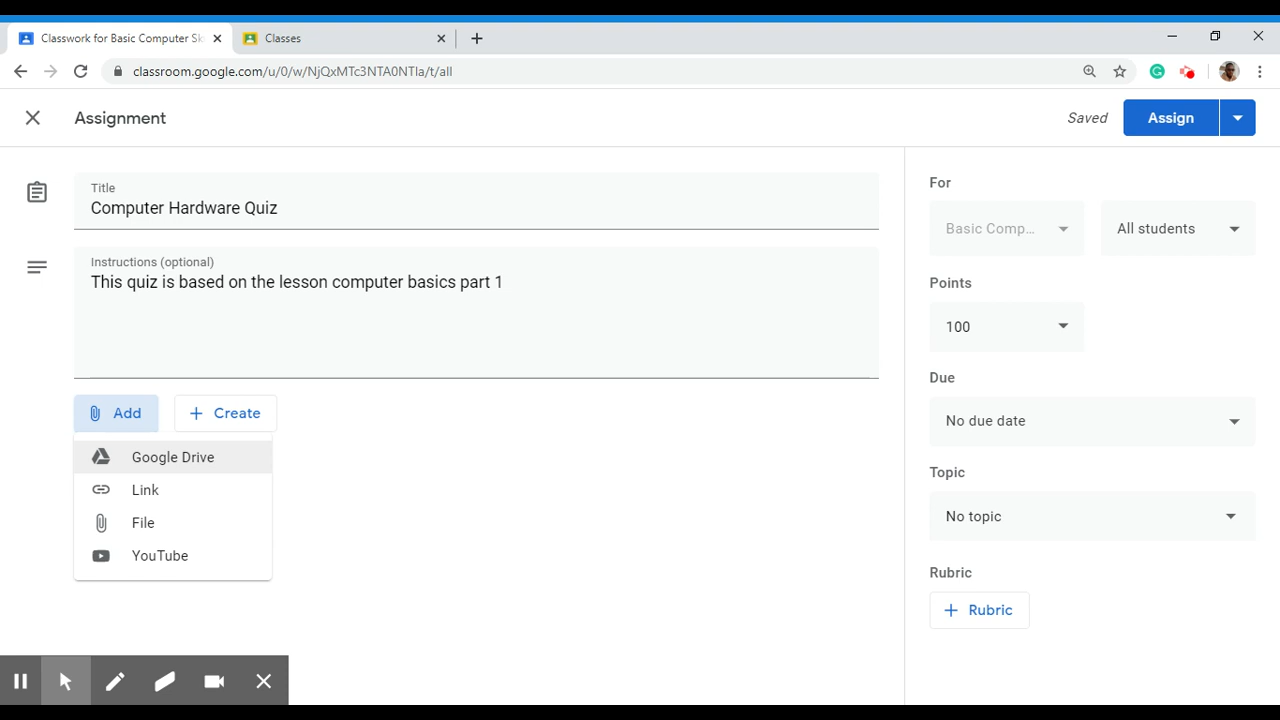 Classwork for Basic Computer Sk
Classes
classroom.google.com/u/0/w/NjQxMTc3NTA0NTIa/t/all
Assignment
Saved
Assign
Title
Computer Hardware Quiz
Instructions (optional)
This quiz is based on the lesson computer basics part 1
Add
Create
Google Drive
Link
File
YouTube
For
Basic Comp...
All students
Points
100
Due
No due date
Topic
No topic
Rubric
Rubric